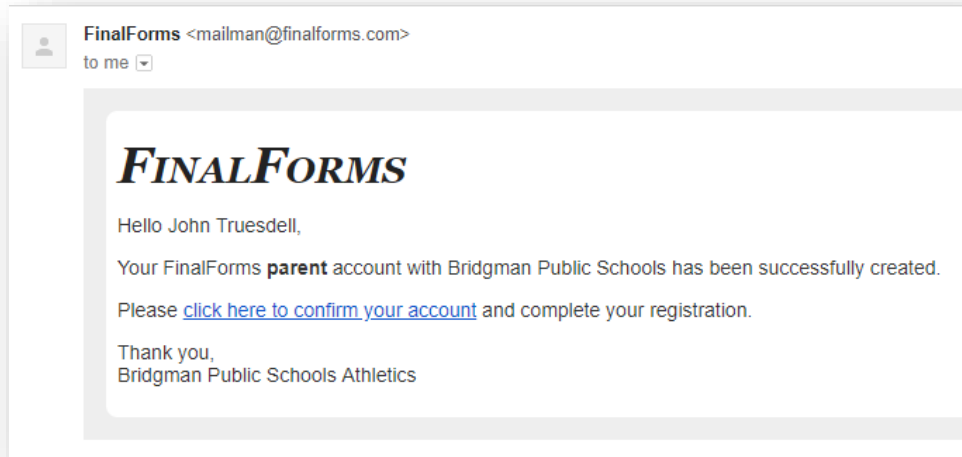 FinalForms <mailman@finalforms.com>
to me
FINALFORMS
Hello John Truesdell,
Your FinalForms parent account with Bridgman Public Schools has been successfully created.
Please click here to confirm your account and complete your registration.
Thank you,
Bridgman Public Schools Athletics